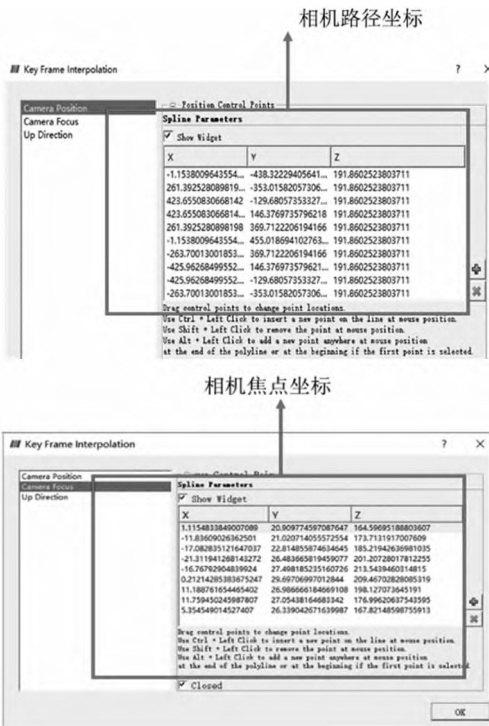 相机路径坐标
Key Frame Interpolation ? ×
Position Control Points
Camera Position
Spline Parameters
Camera Focus
Show Widget
Up Direction
X Y Z
-1.1538009643554... -438.32229405641... 191.8602523803711
261.392528089819... -353.01582057306... 191.8602523803711
423.6550830668142 -129.68057353327... 191.8602523803711
423.65508306681​4... 146.3769735796218 191.8602523803711
261.3925280898198 369.7122206194166 191.8602523803711
-1.1538009643554... 455.018694102763... 191.8602523803711
-263.70013001853... 369.7122206194166 191.8602523803711
-425.96268499552... 146.37697357962​1... 191.8602523803711
-425.96268499552... -129.68057353327... 191.8602523803711
-263.70013001853... -353.01582057306... 191.8602523803711
Drag control points to change point locations.
Use Ctrl + Left Click to insert a new point on the line at mouse position.
Use Shift + Left Click to remove the point at mouse position.
Use Alt + Left Click to add a new point anywhere at mouse position
at the end of the polyline or at the beginning if the first point is selected.
相机焦点坐标
Key Frame Interpolation ? ×
Camera Position
Camera Focus
Spline Parameters
Up Direction
Show Widget
X Y Z
1.1154833849007089 20.909774597087647 164.59695188803607
-11.83609026362501 21.020714055572554 173.7131917007609
-17.082835121647037 22.814855874634645 185.21942636981035
-21.311941268143272 26.483665819459077 201.20728017812255
-16.76792904839924 27.498185235160726 213.5439460314815
0.21214285383675247 29.69706997012844 209.46702828085319
11.188761654465402 26.986666184669108 198.127073645191
11.759450245987807 27.05438164683342 176.99620637543595
5.354549014527407 26.339042671639987 167.82148598755913
Drag control points to change point locations.
Use Ctrl + Left Click to insert a new point on the line at mouse position.
Use Shift + Left Click to remove the point at mouse position.
Use Alt + Left Click to add a new point anywhere at mouse position
at the end of the polyline or at the beginning if the first point is selected
Closed
OK